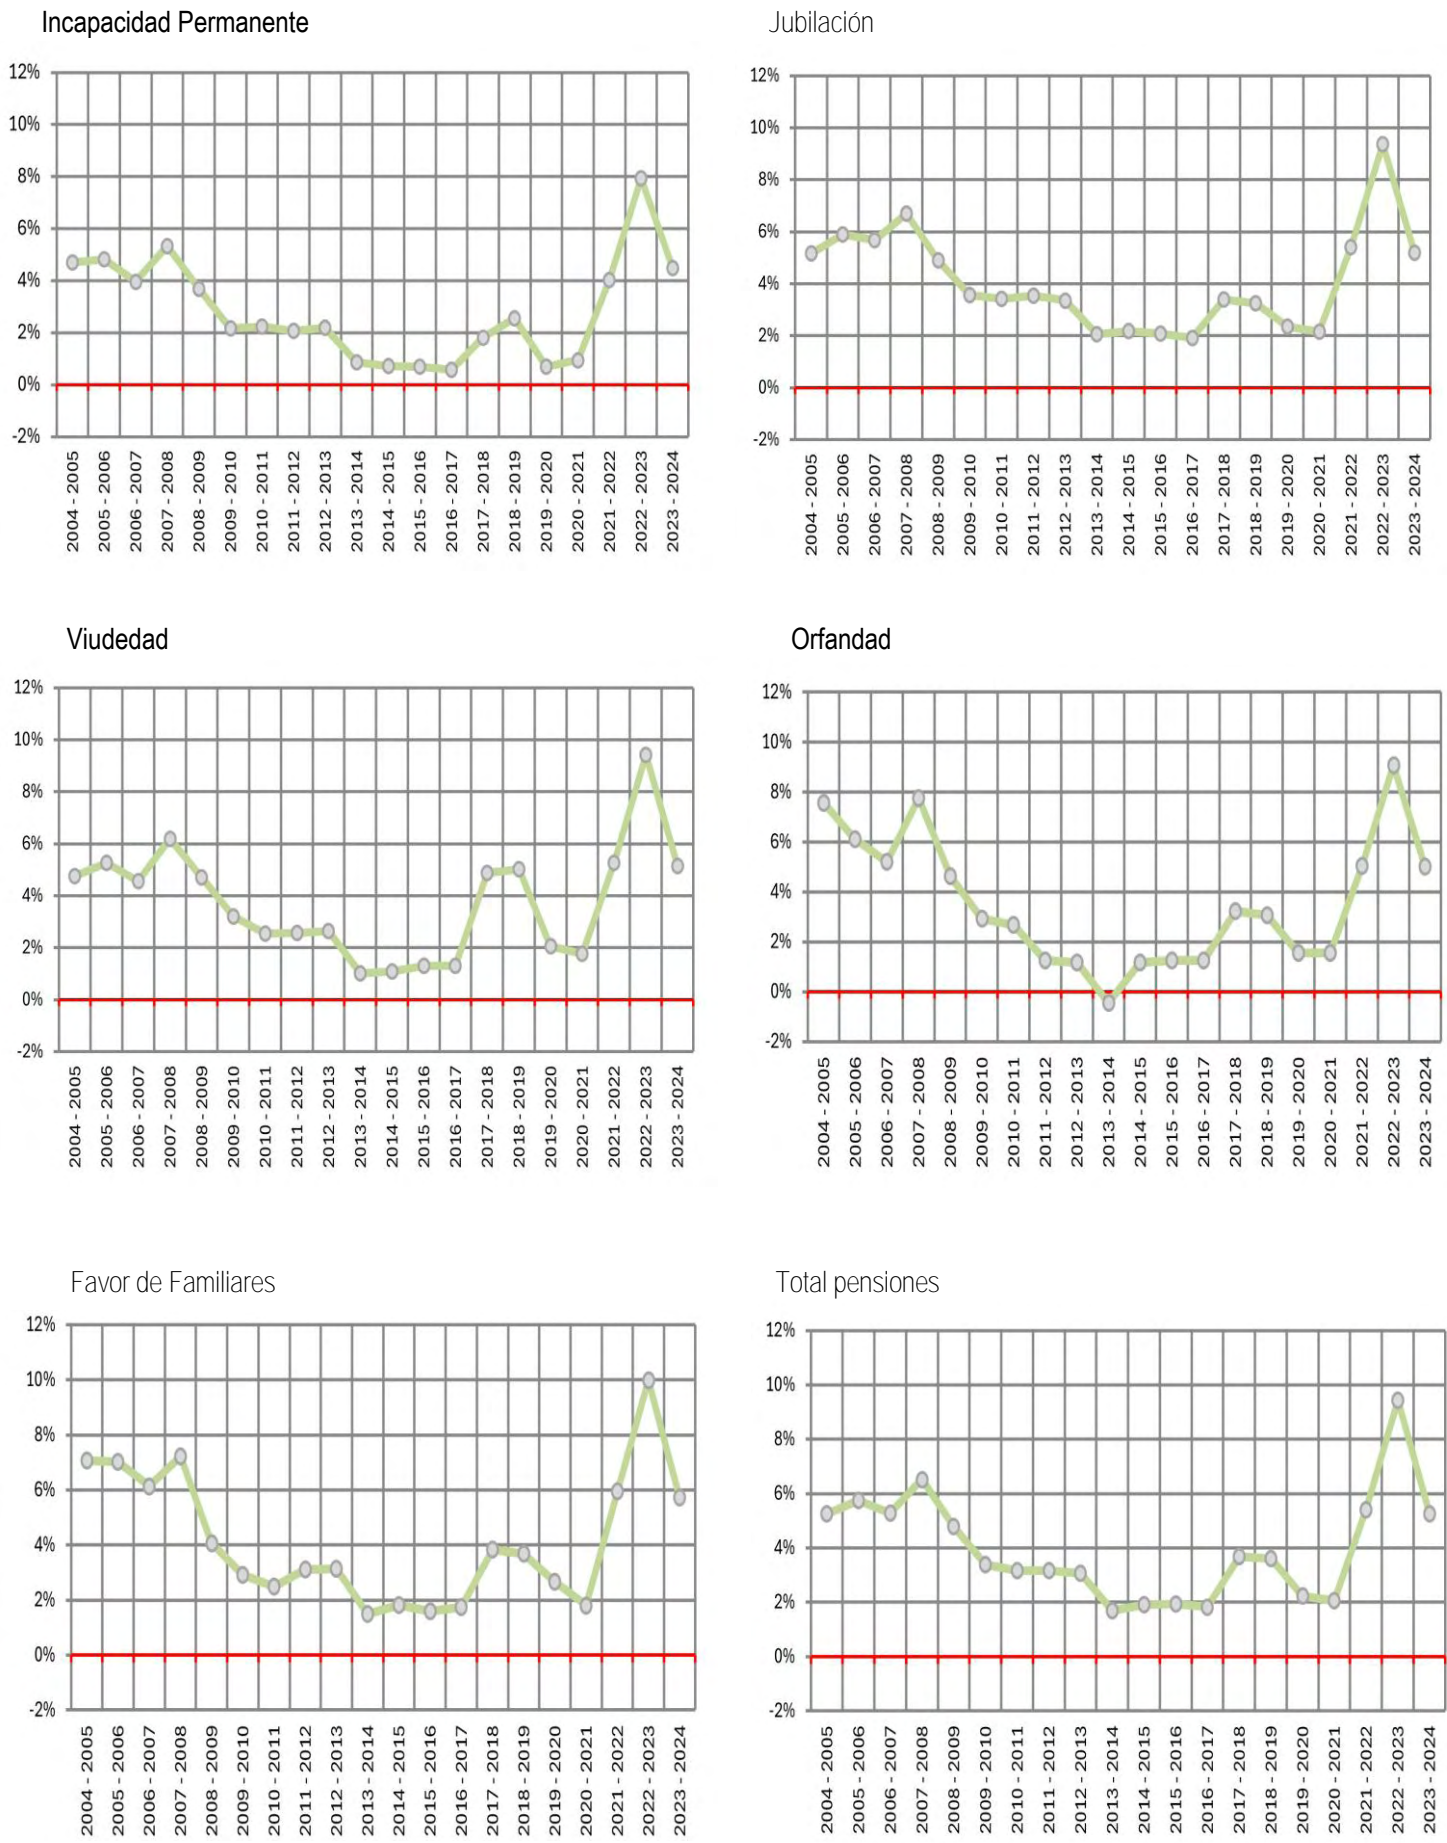 Incapacidad Permanente
12%
10%
8%
6%
4%
2%
0%
-2%
2004 - 2005
2005 - 2006
2006 - 2007
2007 - 2008
2008 - 2009
2009 - 2010
2010 - 2011
2011 - 2012
2012 - 2013
2013 - 2014
2014 - 2015
2015 - 2016
2016 - 2017
2017 - 2018
2018 - 2019
2019 - 2020
2020 - 2021
2021 - 2022
2022 - 2023
2023 - 2024
Jubilación
12%
10%
8%
6%
4%
2%
0%
-2%
2004 - 2005
2005 - 2006
2006 - 2007
2007 - 2008
2008 - 2009
2009 - 2010
2010 - 2011
2011 - 2012
2012 - 2013
2013 - 2014
2014 - 2015
2015 - 2016
2016 - 2017
2017 - 2018
2018 - 2019
2019 - 2020
2020 - 2021
2021 - 2022
2022 - 2023
2023 - 2024
Viudedad
12%
10%
8%
6%
4%
2%
0%
-2%
2004 - 2005
2005 - 2006
2006 - 2007
2007 - 2008
2008 - 2009
2009 - 2010
2010 - 2011
2011 - 2012
2012 - 2013
2013 - 2014
2014 - 2015
2015 - 2016
2016 - 2017
2017 - 2018
2018 - 2019
2019 - 2020
2020 - 2021
2021 - 2022
2022 - 2023
2023 - 2024
Orfandad
12%
10%
8%
6%
4%
2%
0%
-2%
2004 - 2005
2005 - 2006
2006 - 2007
2007 - 2008
2008 - 2009
2009 - 2010
2010 - 2011
2011 - 2012
2012 - 2013
2013 - 2014
2014 - 2015
2015 - 2016
2016 - 2017
2017 - 2018
2018 - 2019
2019 - 2020
2020 - 2021
2021 - 2022
2022 - 2023
2023 - 2024
Favor de Familiares
12%
10%
8%
6%
4%
2%
0%
-2%
2004 - 2005
2005 - 2006
2006 - 2007
2007 - 2008
2008 - 2009
2009 - 2010
2010 - 2011
2011 - 2012
2012 - 2013
2013 - 2014
2014 - 2015
2015 - 2016
2016 - 2017
2017 - 2018
2018 - 2019
2019 - 2020
2020 - 2021
2021 - 2022
2022 - 2023
2023 - 2024
Total pensiones
12%
10%
8%
6%
4%
2%
0%
-2%
2004 - 2005
2005 - 2006
2006 - 2007
2007 - 2008
2008 - 2009
2009 - 2010
2010 - 2011
2011 - 2012
2012 - 2013
2013 - 2014
2014 - 2015
2015 - 2016
2016 - 2017
2017 - 2018
2018 - 2019
2019 - 2020
2020 - 2021
2021 - 2022
2022 - 2023
2023 - 2024